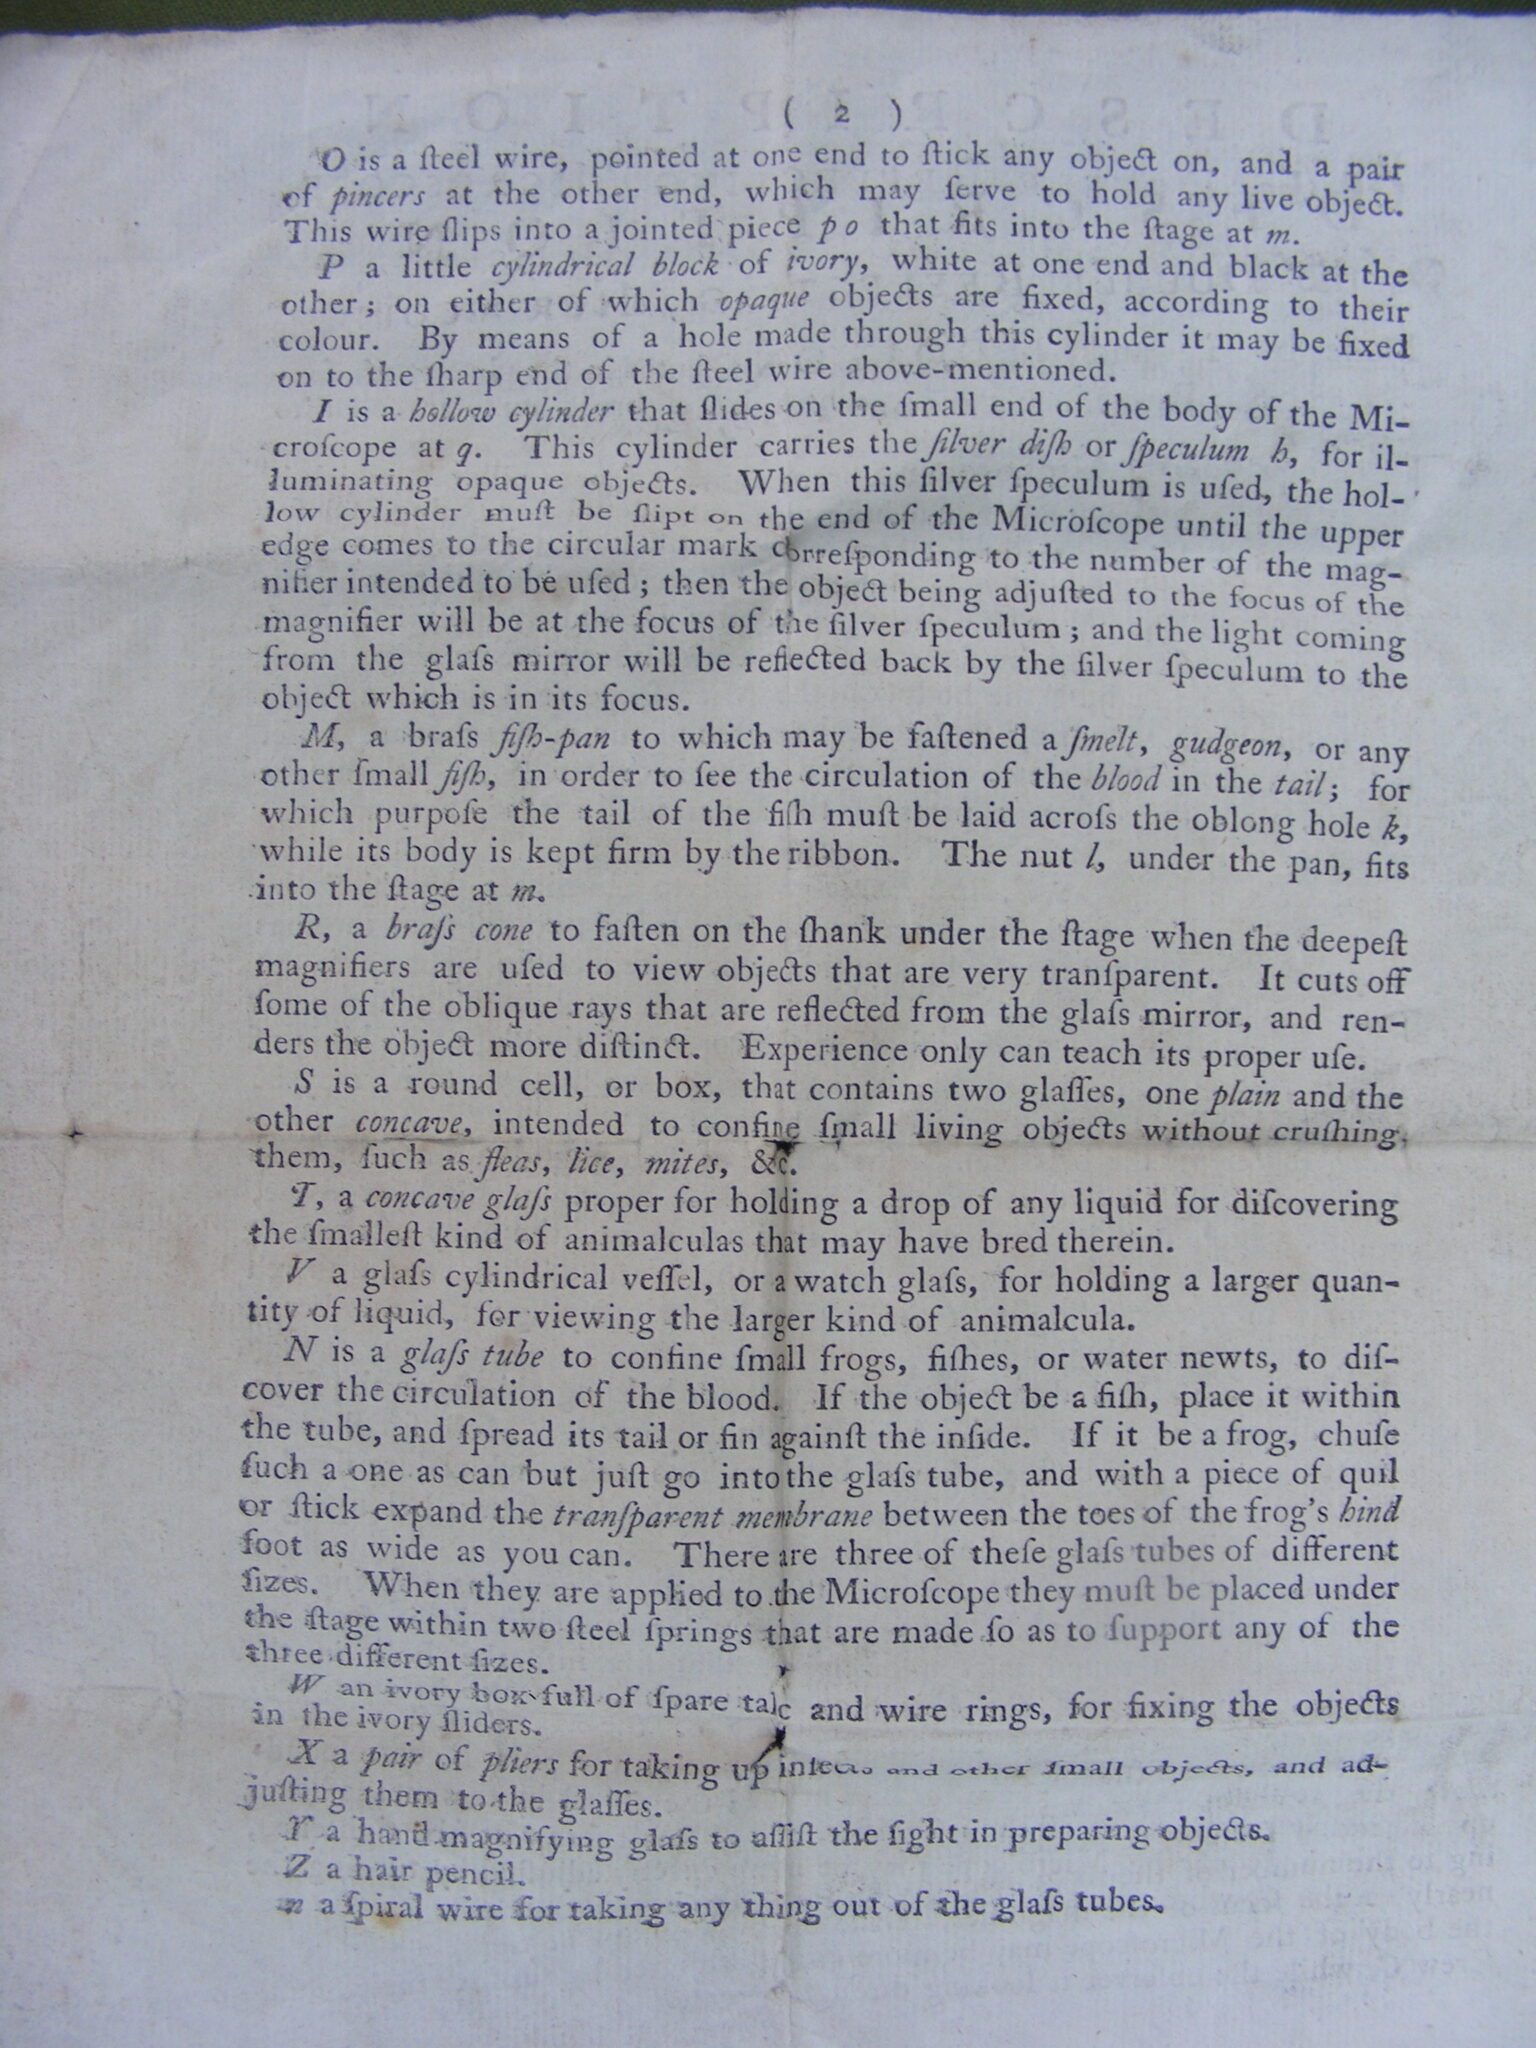 ( 2 )
O is a ſteel wire, pointed at one end to ſtick any object on, and a pair
of pincers at the other end, which may ſerve to hold any live object.
This wire ſlips into a jointed piece p o that fits into the ſtage at m.
P a little cylindrical block of ivory, white at one end and black at the
other; on either of which opaque objects are fixed, according to their
colour. By means of a hole made through this cylinder it may be fixed
on to the ſharp end of the ſteel wire above-mentioned.
I is a hollow cylinder that ſlides on the ſmall end of the body of the Mi-
croſcope at q. This cylinder carries the ſilver diſh or ſpeculum h, for il-
luminating opaque objects. When this ſilver ſpeculum is uſed, the hol-
low cylinder muſt be ſlipt on the end of the Microſcope until the upper
edge comes to the circular mark correſponding to the number of the mag-
nifier intended to be uſed; then the object being adjuſted to the focus of the
magnifier will be at the focus of the ſilver ſpeculum; and the light coming
from the glaſs mirror will be reflected back by the ſilver ſpeculum to the
object which is in its focus.
M, a braſs fiſh-pan to which may be faſtened a ſmelt, gudgeon, or any
other ſmall fiſh, in order to ſee the circulation of the blood in the tail; for
which purpoſe the tail of the fiſh muſt be laid acroſs the oblong hole k,
while its body is kept firm by the ribbon. The nut l, under the pan, fits
into the ſtage at m.
R, a braſs cone to faſten on the ſhank under the ſtage when the deepeſt
magnifiers are uſed to view objects that are very tranſparent. It cuts off
ſome of the oblique rays that are reflected from the glaſs mirror, and ren-
ders the object more diſtinct. Experience only can teach its proper uſe.
S is a round cell, or box, that contains two glaſſes, one plain and the
other concave, intended to confine ſmall living objects without cruſhing
them, ſuch as fleas, lice, mites, &c.
T, a concave glaſs proper for holding a drop of any liquid for diſcovering
the ſmalleſt kind of animalculas that may have bred therein.
V a glaſs cylindrical veſſel, or a watch glaſs, for holding a larger quan-
tity of liquid, for viewing the larger kind of animalcula.
N is a glaſs tube to confine ſmall frogs, fiſhes, or water newts, to diſ-
cover the circulation of the blood. If the object be a fiſh, place it within
the tube, and ſpread its tail or fin againſt the inſide. If it be a frog, chuſe
ſuch a one as can but juſt go into the glaſs tube, and with a piece of quil
or ſtick expand the tranſparent membrane between the toes of the frog's hind
foot as wide as you can. There are three of theſe glaſs tubes of different
ſizes. When they are applied to the Microſcope they muſt be placed under
the ſtage within two ſteel ſprings that are made ſo as to ſupport any of the
three different ſizes.
W an ivory box full of ſpare talc and wire rings, for fixing the objects
in the ivory ſliders.
X a pair of pliers for taking up inſects and other ſmall objects, and ad-
juſting them to the glaſſes.
Y a hand magnifying glaſs to aſſiſt the ſight in preparing objects.
Z a hair pencil.
n a ſpiral wire for taking any thing out of the glaſs tubes.